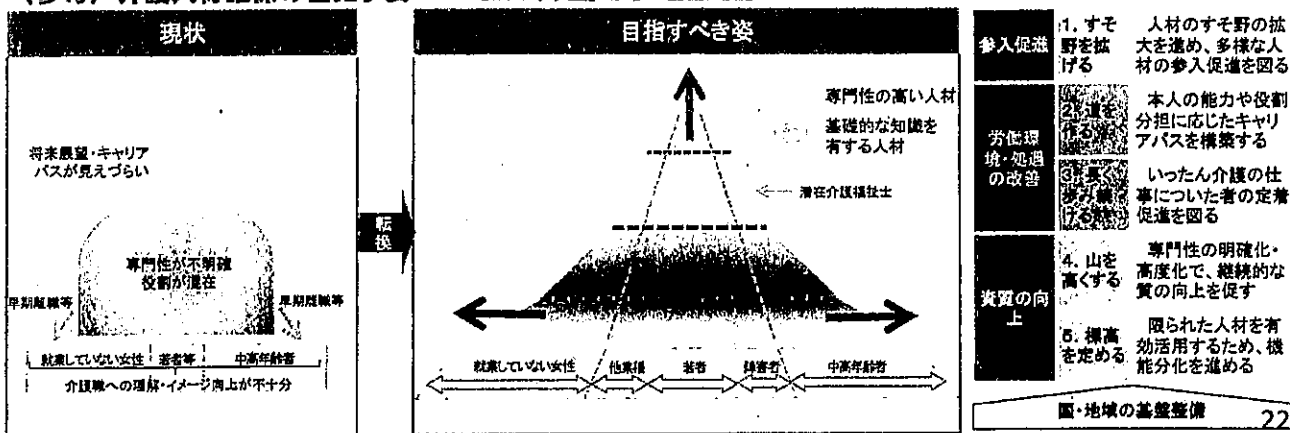 現状
将来展望・キャリア
パスが見えづらい
専門性が不明確
役割が混在
早期離職等
早期離職等
就業していない女性
若者等
中高年齢者
介護職への理解・イメージ向上が不十分
転換
目指すべき姿
専門性の高い人材
基礎的な知識を
有する人材
潜在介護福祉士
就業していない女性
他業種
若者
障害者
中高年齢者
参入促進
1. すそ
野を拡
げる
人材のすそ野の拡
大を進め、多様な人
材の参入促進を図る
労働環
境・処遇
の改善
2. 道を
作る
本人の能力や役割
分担に応じたキャリ
アパスを構築する
3. 長く
歩み続
ける
いったん介護の仕
事についた者の定着
促進を図る
資質の向
上
4. 山を
高くする
専門性の明確化・
高度化で、継続的な
質の向上を促す
5. 標高
を定める
限られた人材を有
効活用するため、機
能分化を進める
国・地域の基盤整備
22